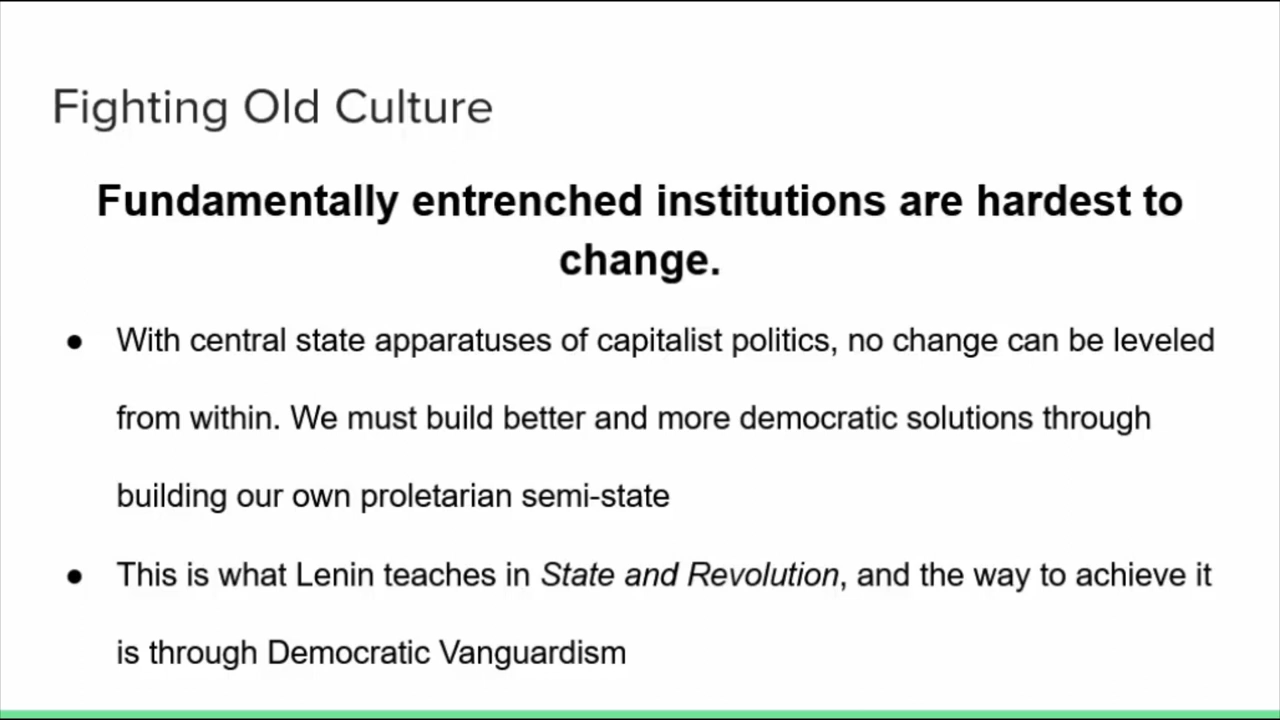 Fighting Old Culture
Fundamentally entrenched institutions are hardest to
change.
● With central state apparatuses of capitalist politics, no change can be leveled
from within. We must build better and more democratic solutions through
building our own proletarian semi-state
● This is what Lenin teaches in State and Revolution, and the way to achieve it
is through Democratic Vanguardism